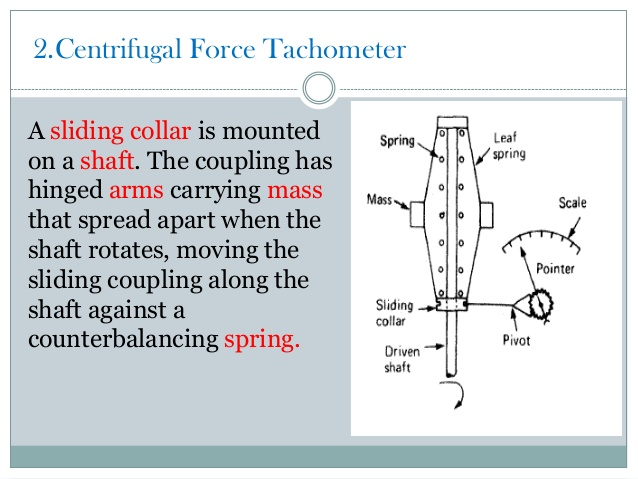 2.Centrifugal Force Tachometer
A sliding collar is mounted
on a shaft. The coupling has
hinged arms carrying mass
that spread apart when the
shaft rotates, moving the
sliding coupling along the
shaft against a
counterbalancing spring.
Spring
Leaf
spring
Mass
Scale
Pointer
Sliding
collar
Pivot
Driven
shaft